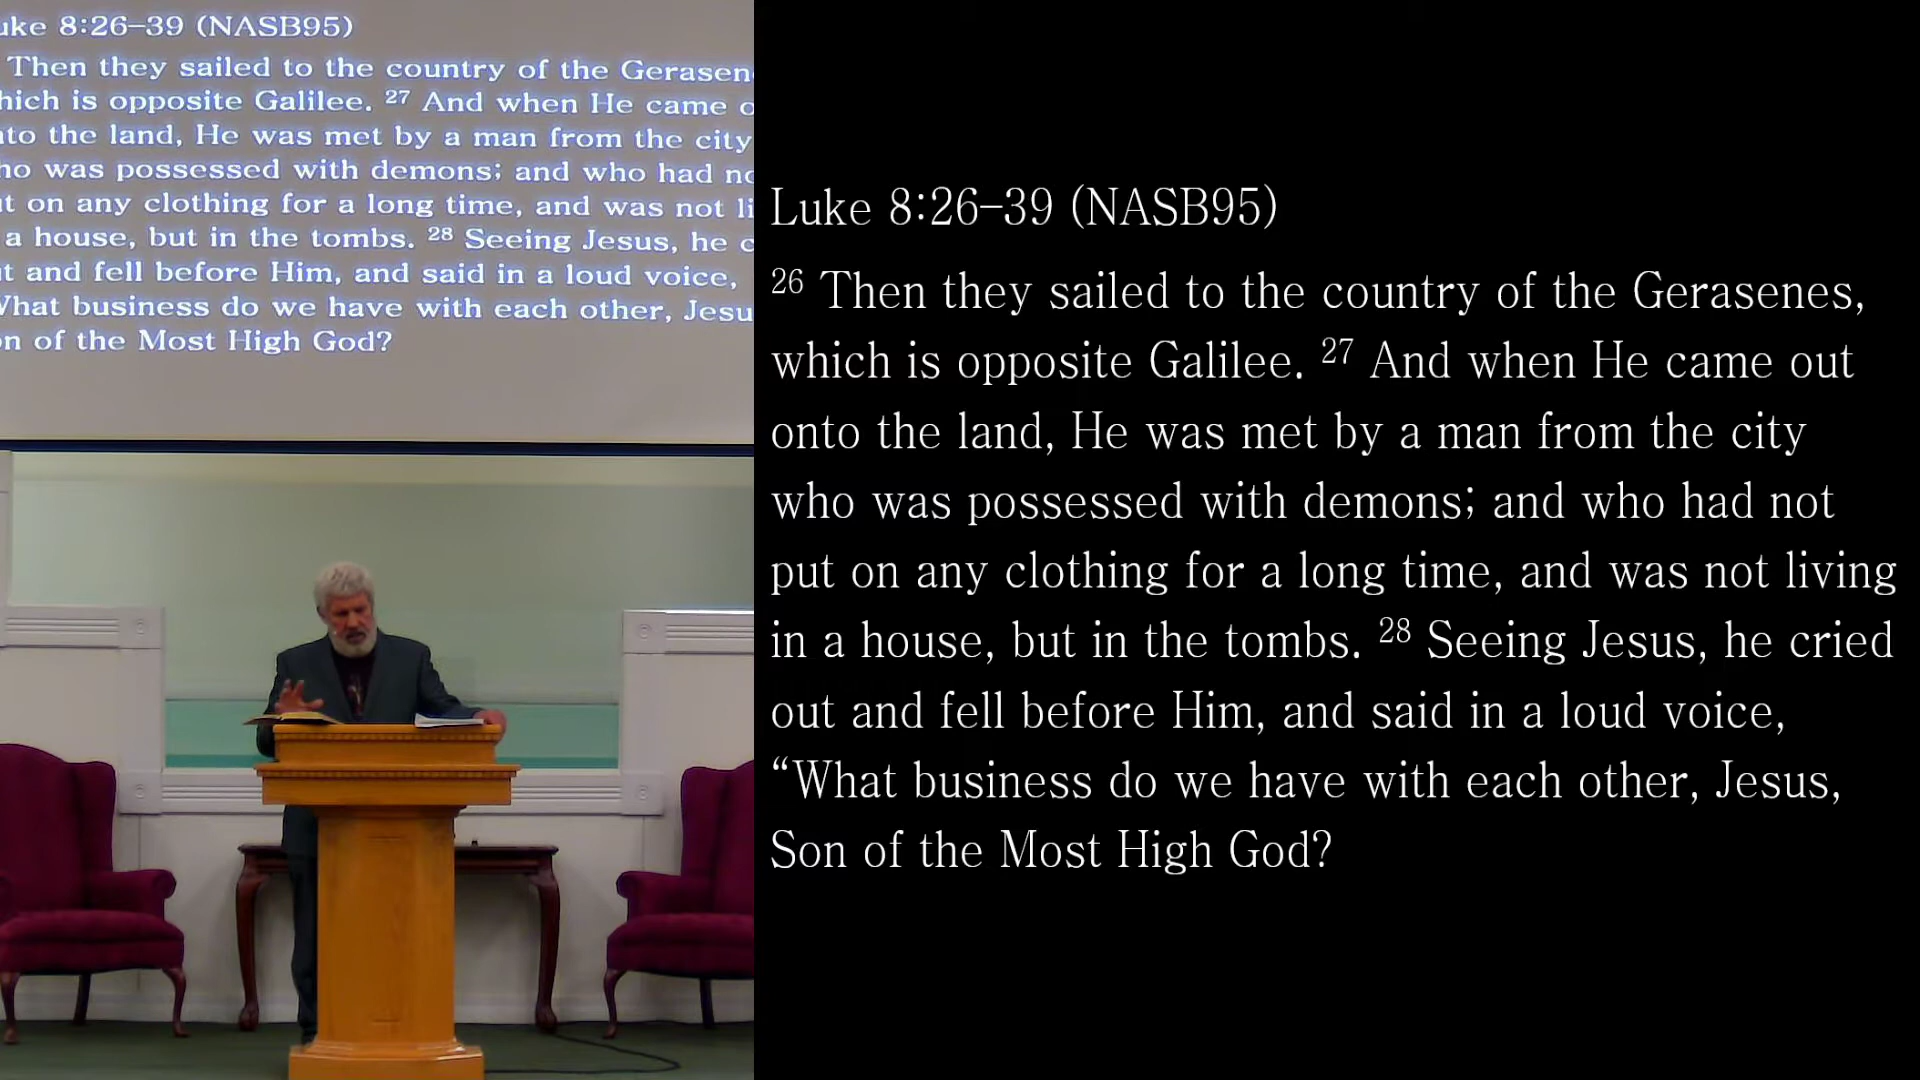 uke 8:26–39 (NASB95)
Then they sailed to the country of the Gerasen
hich is opposite Galilee. 27 And when He came o
to the land, He was met by a man from the city
ho was possessed with demons; and who had no
t on any clothing for a long time, and was not li
a house, but in the tombs. 28 Seeing Jesus, he c
t and fell before Him, and said in a loud voice,
What business do we have with each other, Jesu
n of the Most High God?
Luke 8:26–39 (NASB95)
26 Then they sailed to the country of the Gerasenes,
which is opposite Galilee. 27 And when He came out
onto the land, He was met by a man from the city
who was possessed with demons; and who had not
put on any clothing for a long time, and was not living
in a house, but in the tombs. 28 Seeing Jesus, he cried
out and fell before Him, and said in a loud voice,
“What business do we have with each other, Jesus,
Son of the Most High God?